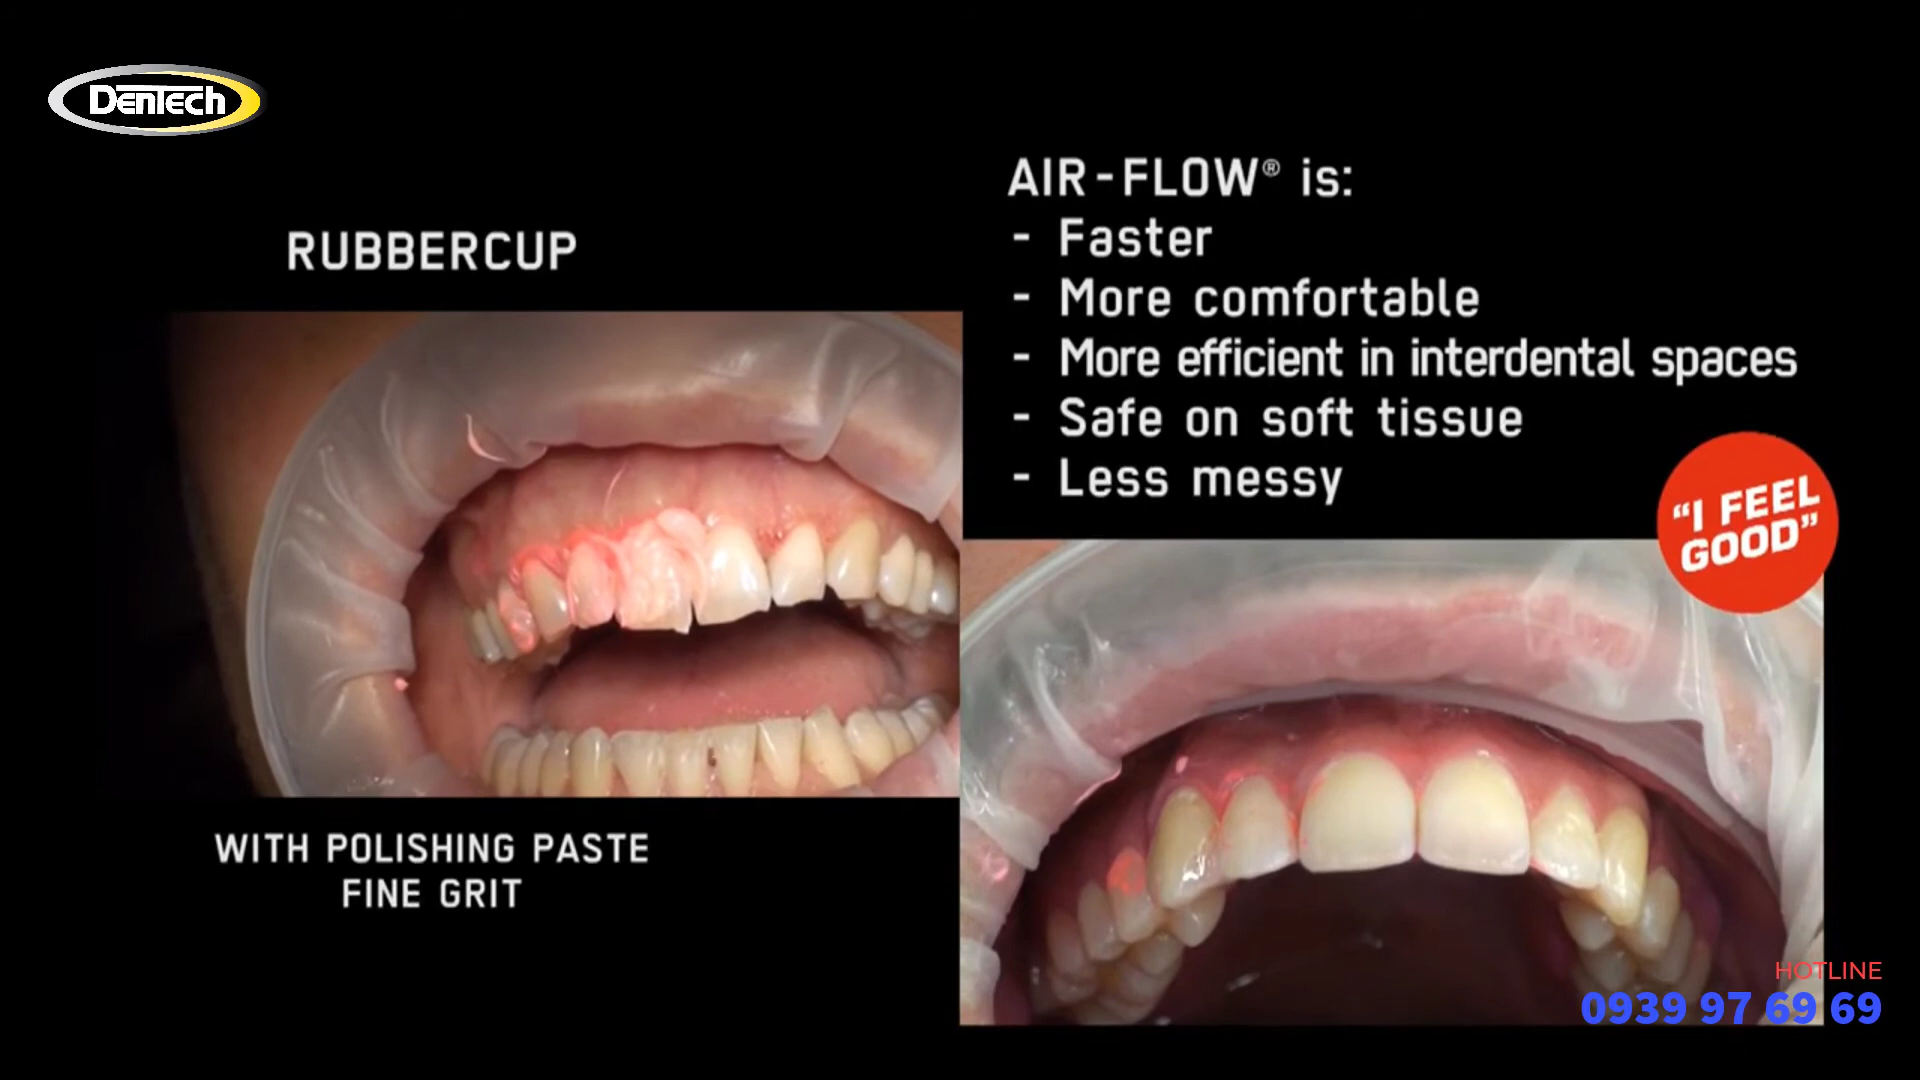 DenTech
RUBBERCUP
WITH POLISHING PASTE
FINE GRIT
AIR-FLOW® is:
- Faster
- More comfortable
- More efficient in interdental spaces
- Safe on soft tissue
- Less messy
"I FEEL
GOOD"
HOTLINE
0939 97 69 69